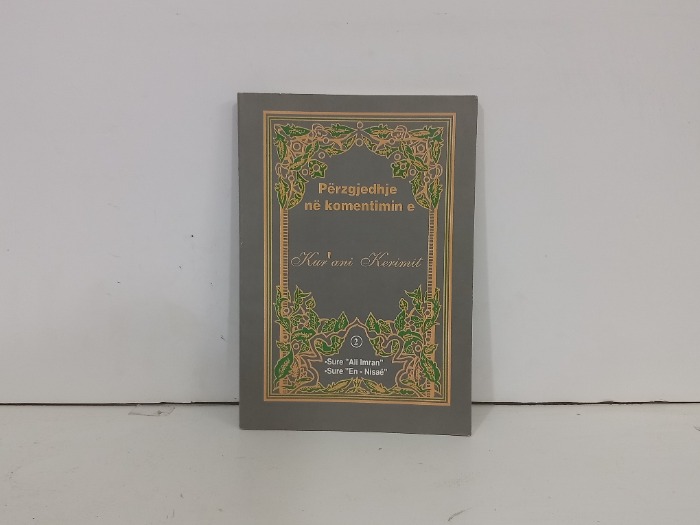 Përzgjedhje
në komentimin e
Kur'ani Kerimit
2
-Sure "Ali Imran"
-Sure "En - Nisaë"